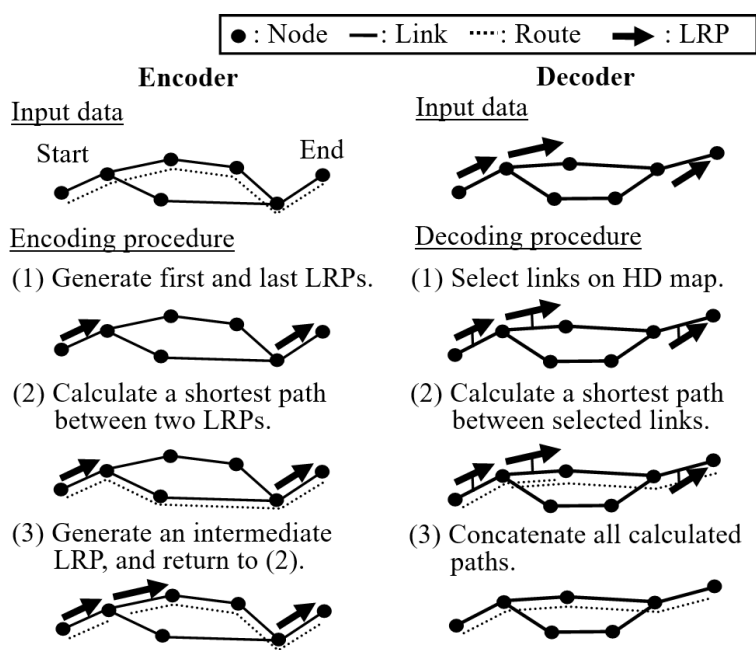 : Node : Link : Route : LRP
Encoder
Input data
Start
End
Encoding procedure
(1) Generate first and last LRPs.
(2) Calculate a shortest path
between two LRPs.
(3) Generate an intermediate
LRP, and return to (2).
Decoder
Input data
Decoding procedure
(1) Select links on HD map.
(2) Calculate a shortest path
between selected links.
(3) Concatenate all calculated
paths.